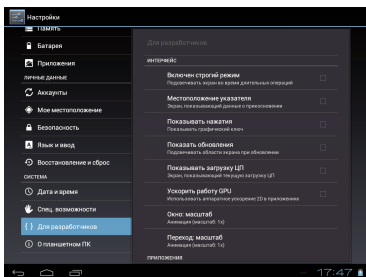 Настройки
Память
Батарея
Приложения
ЛИЧНЫЕ ДАННЫЕ
Аккаунты
Мое местоположение
Безопасность
Язык и ввод
Восстановление и сброс
СИСТЕМА
Дата и время
Спец. возможности
Для разработчиков
О планшетном ПК
Для разработчиков
ИНТЕРФЕЙС
Включен строгий режим
Подсвечивать экран во время длительных операций
Местоположение указателя
Экран, показывающий данные о прикосновении
Показывать нажатия
Показывать графический ключ
Показать обновления
Подсвечивать области экрана при обновлении
Показывать загрузку ЦП
Экран, показывающий текущую загрузку ЦП
Ускорить работу GPU
Использовать аппаратное ускорение 2D в приложениях
Окно: масштаб
Анимация (масштаб: 1x)
Переход: масштаб
Анимация (масштаб: 1x)
ПРИЛОЖЕНИЯ
17:47